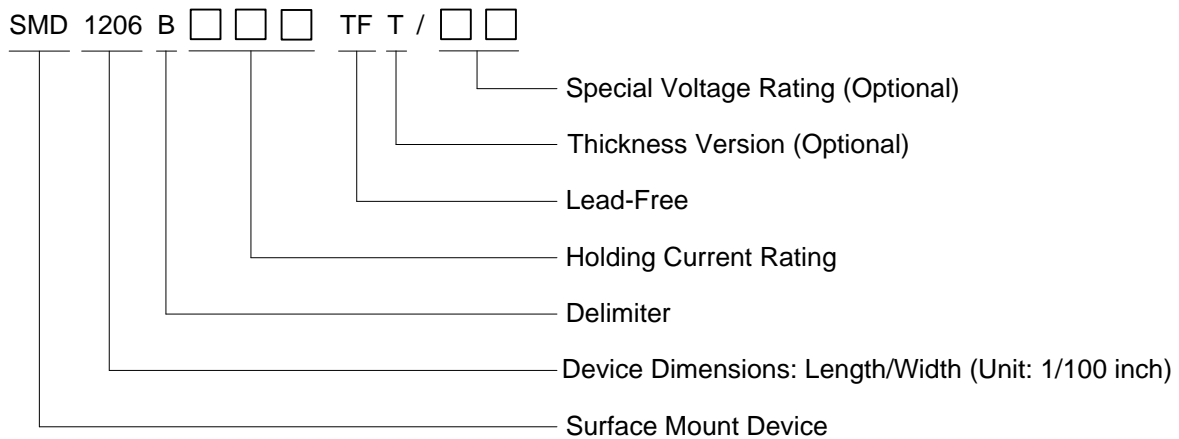 SMD 1206 B □ □ □ TF T / □ □
Special Voltage Rating (Optional)
Thickness Version (Optional)
Lead-Free
Holding Current Rating
Delimiter
Device Dimensions: Length/Width (Unit: 1/100 inch)
Surface Mount Device